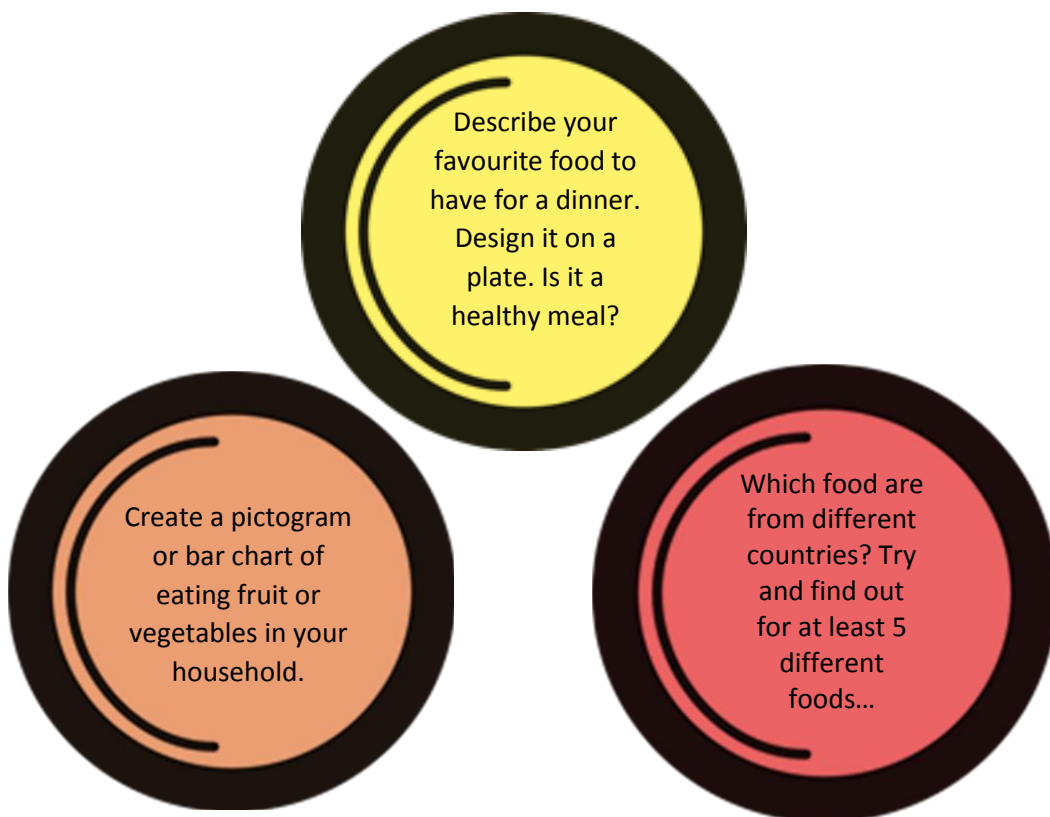 Describe your
favourite food to
have for a dinner.
Design it on a
plate. Is it a
healthy meal?
Create a pictogram
or bar chart of
eating fruit or
vegetables in your
household.
Which food are
from different
countries? Try
and find out
for at least 5
different
foods…